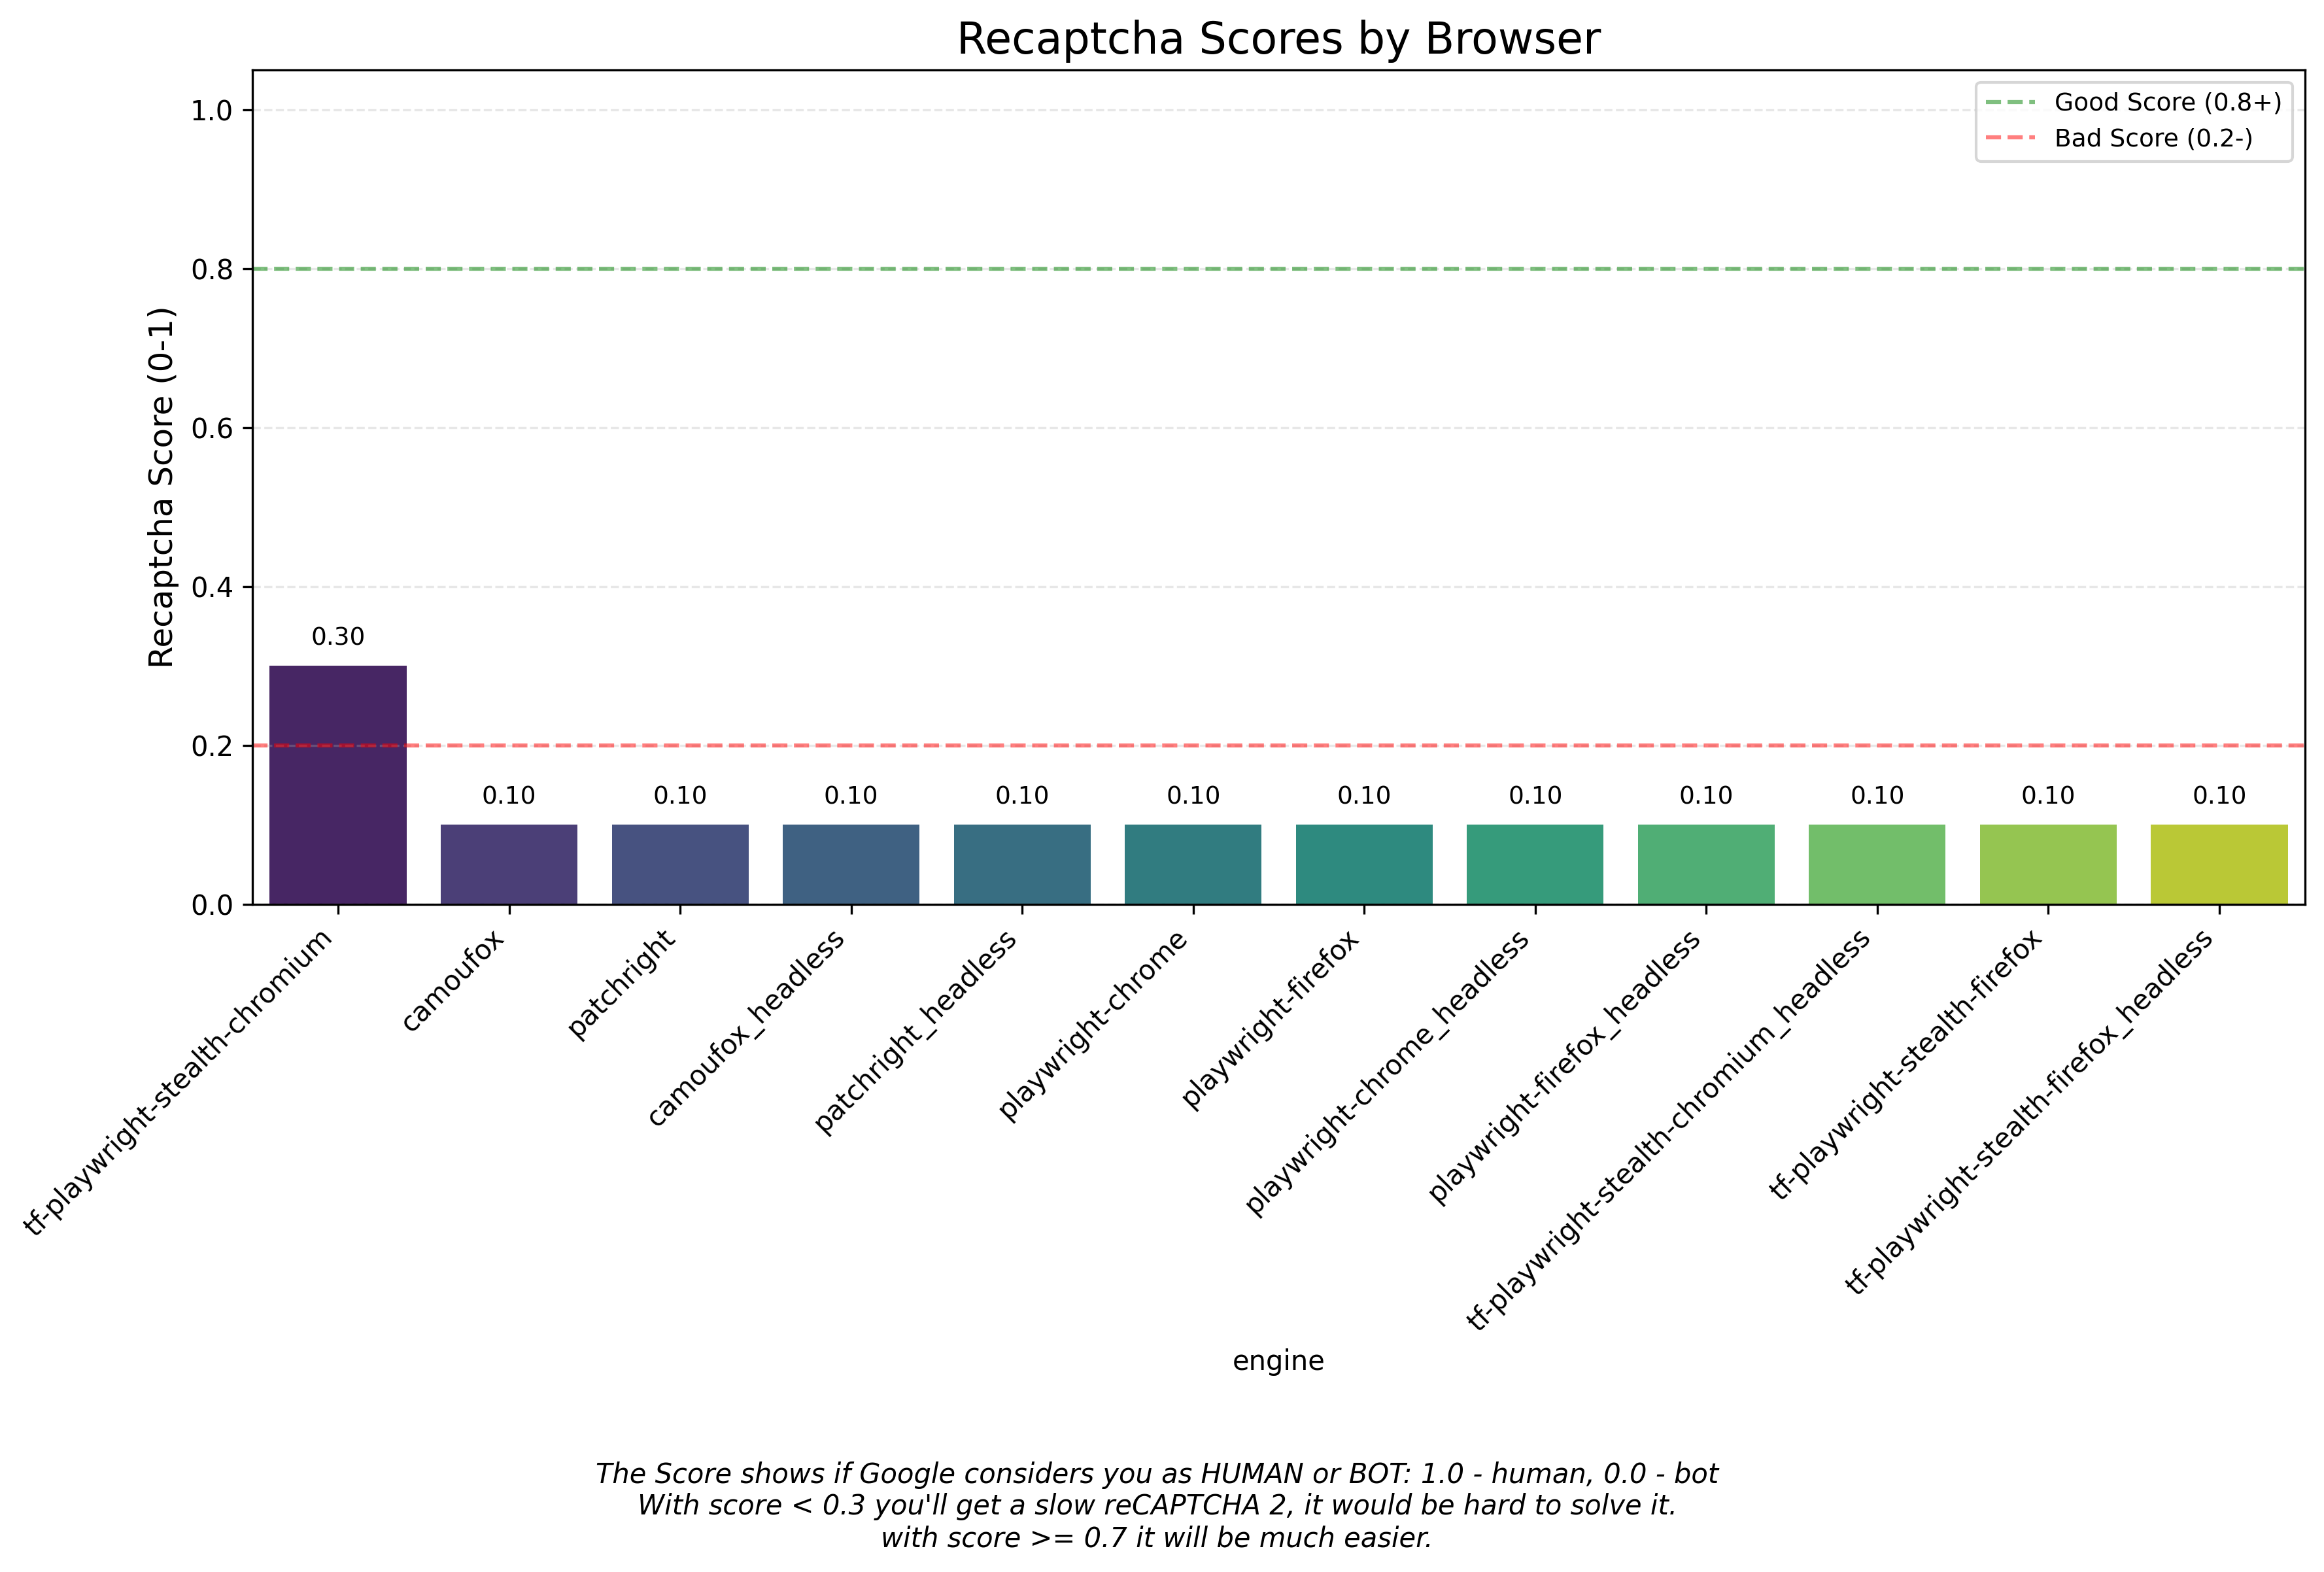 Recaptcha Scores by Browser
Good Score (0.8+)
Bad Score (0.2-)
Recaptcha Score (0-1)
1.0
0.8
0.6
0.4
0.2
0.0
0.30
0.10
0.10
0.10
0.10
0.10
0.10
0.10
0.10
0.10
0.10
0.10
tf-playwright-stealth-chromium
camoufox
patchright
camoufox_headless
patchright_headless
playwright-chrome
playwright-firefox
playwright-chrome_headless
playwright-firefox_headless
tf-playwright-stealth-chromium_headless
tf-playwright-stealth-firefox
tf-playwright-stealth-firefox_headless
engine
The Score shows if Google considers you as HUMAN or BOT: 1.0 - human, 0.0 - bot
With score < 0.3 you'll get a slow reCAPTCHA 2, it would be hard to solve it.
with score >= 0.7 it will be much easier.